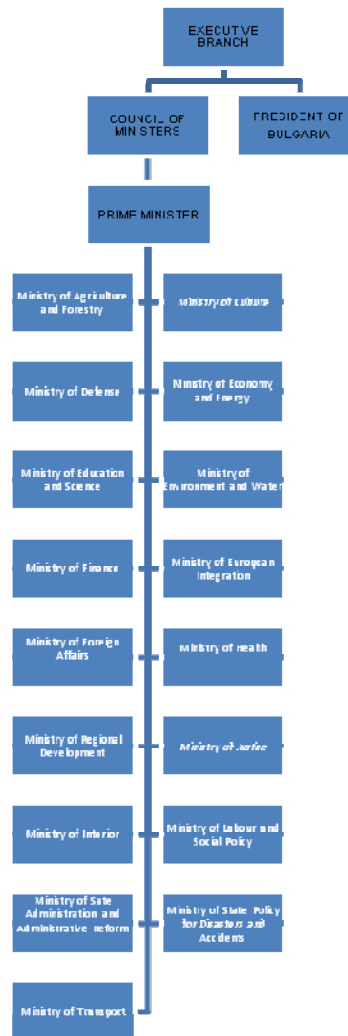 EXECUTIVE
BRANCH
COUNCIL OF
MINISTERS
PRESIDENT OF
BULGARIA
PRIME MINISTER
Ministry of Agriculture
and Forestry
Ministry of Culture
Ministry of Defense
Ministry of Economy
and Energy
Ministry of Education
and Science
Ministry of
Environment and Water
Ministry of Finance
Ministry of European
Integration
Ministry of Foreign
Affairs
Ministry of Health
Ministry of Regional
Development
Ministry of Justice
Ministry of Interior
Ministry of Labour and
Social Policy
Ministry of Sate
Administration and
Administrative Reform
Ministry of State Policy
for Disasters and
Accidents
Ministry of Transport